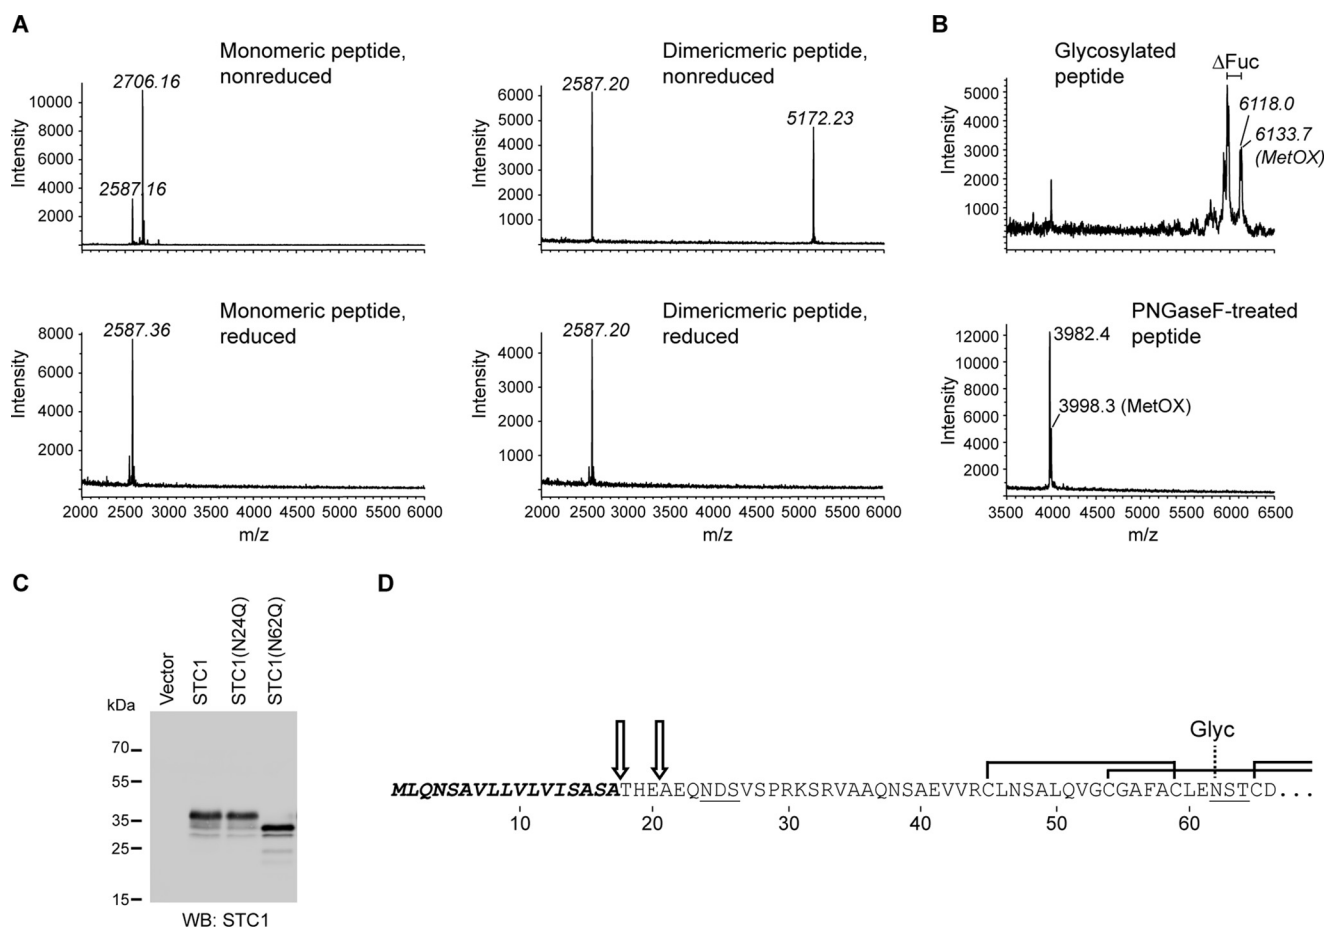 A
Monomeric peptide,
nonreduced
2706.16
2587.16
Intensity
10000
8000
6000
4000
2000
Dimericmeric peptide,
nonreduced
2587.20
5172.23
Intensity
6000
5000
4000
3000
2000
1000
B
Glycosylated
peptide
ΔFuc
6118.0
6133.7
(MetOX)
Intensity
5000
4000
3000
2000
1000
Monomeric peptide,
reduced
2587.36
Intensity
8000
6000
4000
2000
2000 2500 3000 3500 4000 4500 5000 5500 6000
m/z
Dimericmeric peptide,
reduced
2587.20
Intensity
4000
3000
2000
1000
2000 2500 3000 3500 4000 4500 5000 5500 6000
m/z
PNGaseF-treated
peptide
3982.4
3998.3 (MetOX)
Intensity
12000
10000
8000
6000
4000
2000
3500 4000 4500 5000 5500 6000 6500
m/z
C
Vector
STC1
STC1(N24Q)
STC1(N62Q)
kDa
70
55
35
25
15
WB: STC1
D
Glyc
MLQNSAVLLVLVISASATHEAEQNDSVSPRKSRVAAQNSAEVVRCLNSALQVGCGAFACLENSTCD...
10 20 30 40 50 60